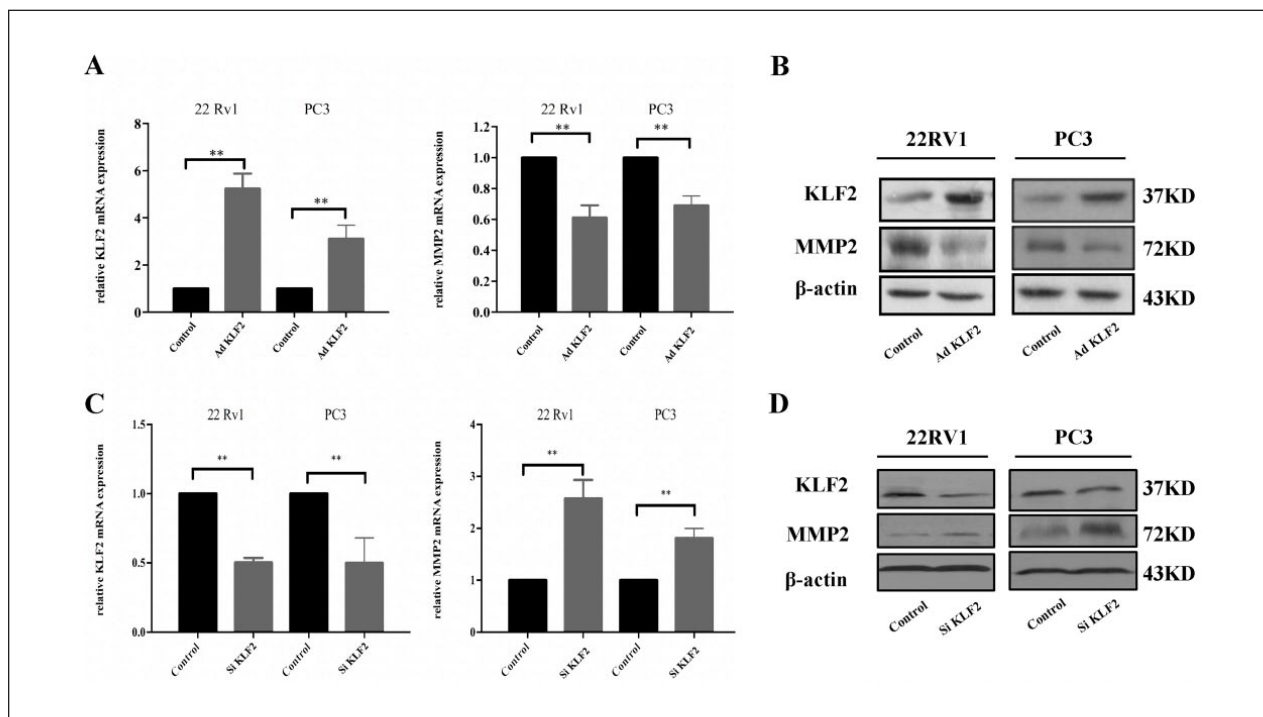 A
22 Rv1 PC3
relative KLF2 mRNA expression
8
6
4
2
0
** **
Control Ad KLF2 Control Ad KLF2
22 Rv1 PC3
relative MMP2 mRNA expression
1.2
1.0
0.8
0.6
0.4
0.2
0.0
** **
Control Ad KLF2 Control Ad KLF2
B
22RV1 PC3
KLF2 37KD
MMP2 72KD
β-actin 43KD
Control Ad KLF2 Control Ad KLF2
C
22 Rv1 PC3
relative KLF2 mRNA expression
1.5
1.0
0.5
0.0
** **
Control Si KLF2 Control Si KLF2
22 Rv1 PC3
relative MMP2 mRNA expression
4
3
2
1
0
** **
Control Si KLF2 Control Si KLF2
D
22RV1 PC3
KLF2 37KD
MMP2 72KD
β-actin 43KD
Control Si KLF2 Control Si KLF2